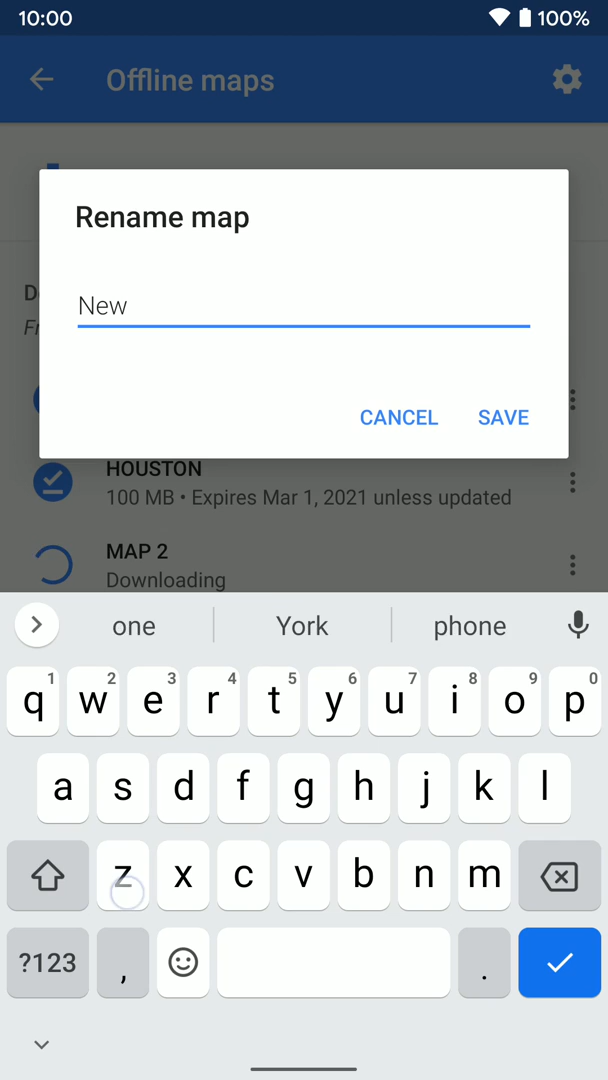 10:00 100%
Offline maps
Rename map
D
Fr
New
CANCEL SAVE
HOUSTON
100 MB • Expires Mar 1, 2021 unless updated
MAP 2
Downloading
one York phone
1 2 3 4 5 6 7 8 9 0
q w e r t y u i o p
a s d f g h j k l
z x c v b n m
?123 , .